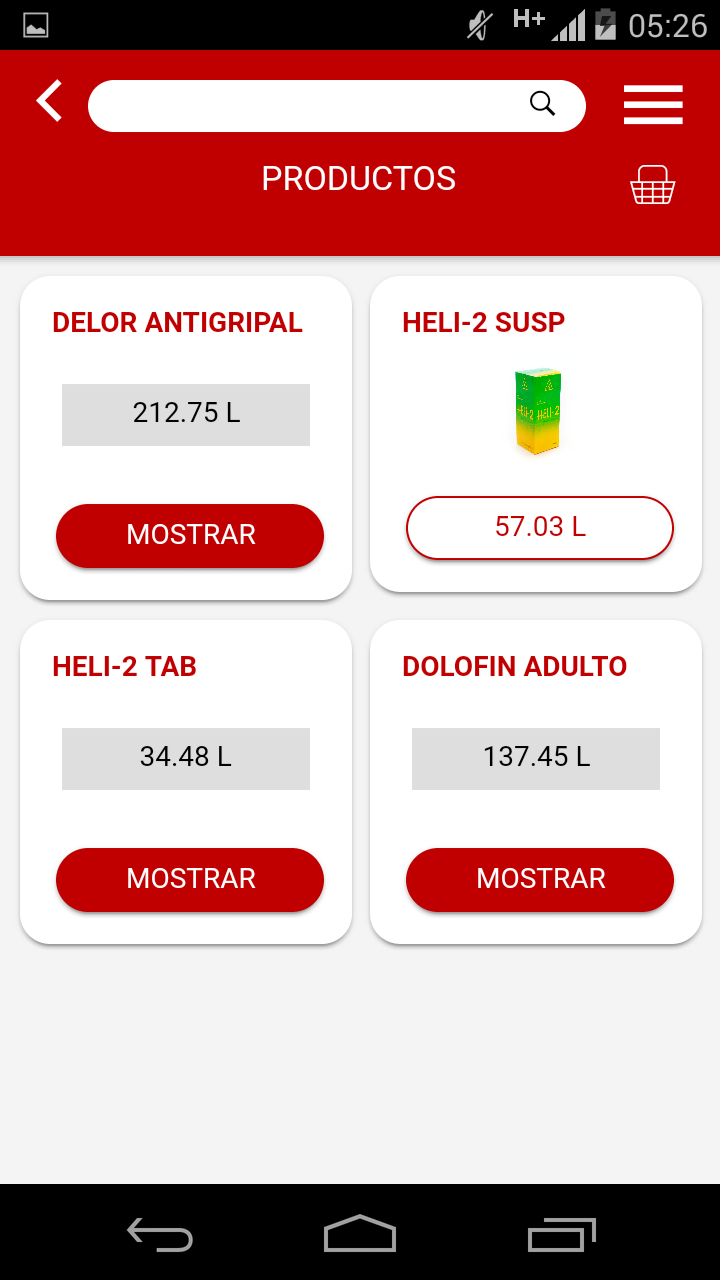 H+ 05:26
PRODUCTOS
DELOR ANTIGRIPAL
212.75 L
MOSTRAR
HELI-2 SUSP
HELI-2
57.03 L
HELI-2 TAB
34.48 L
MOSTRAR
DOLOFIN ADULTO
137.45 L
MOSTRAR